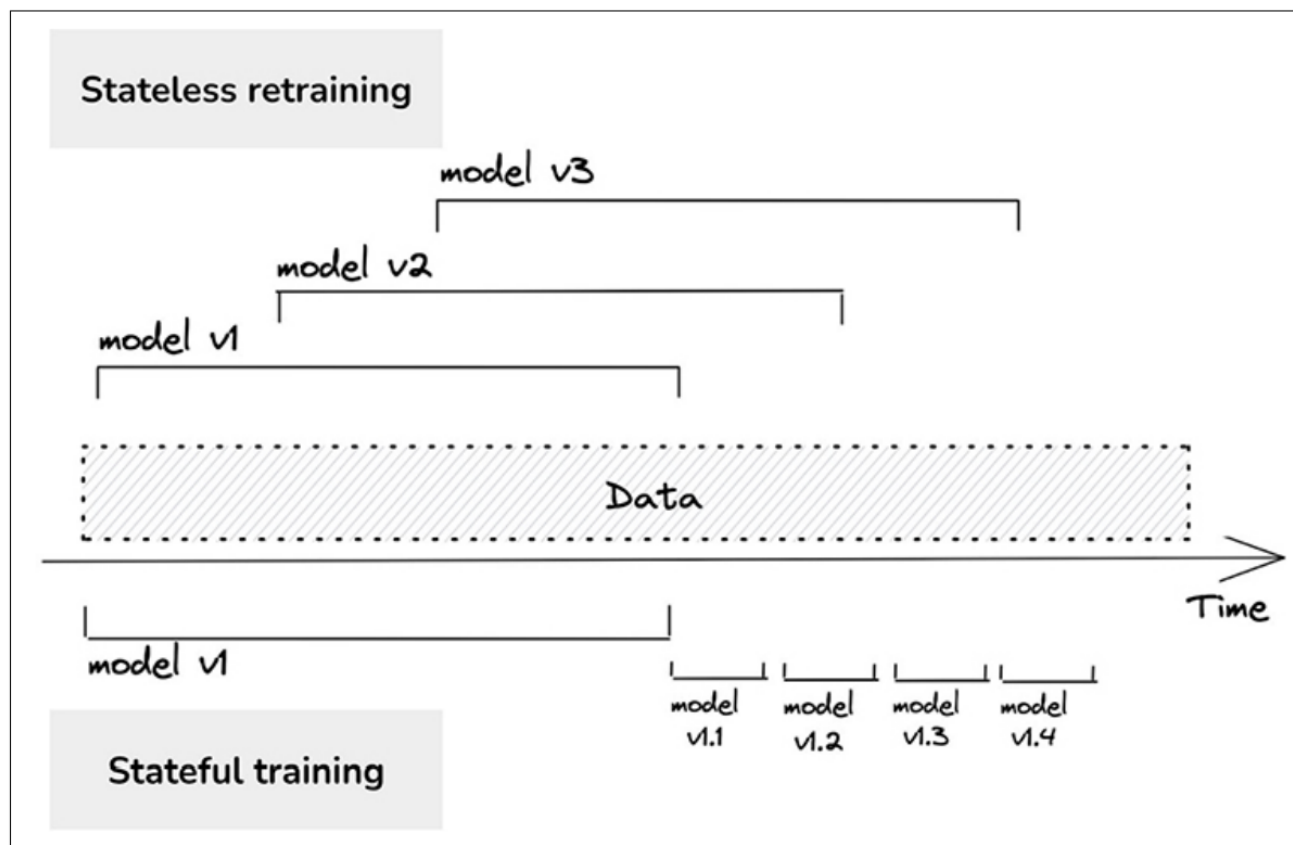 Stateless retraining
model v3
model v2
model v1
Data
Time
model v1
model
v1.1
model
v1.2
model
v1.3
model
v1.4
Stateful training